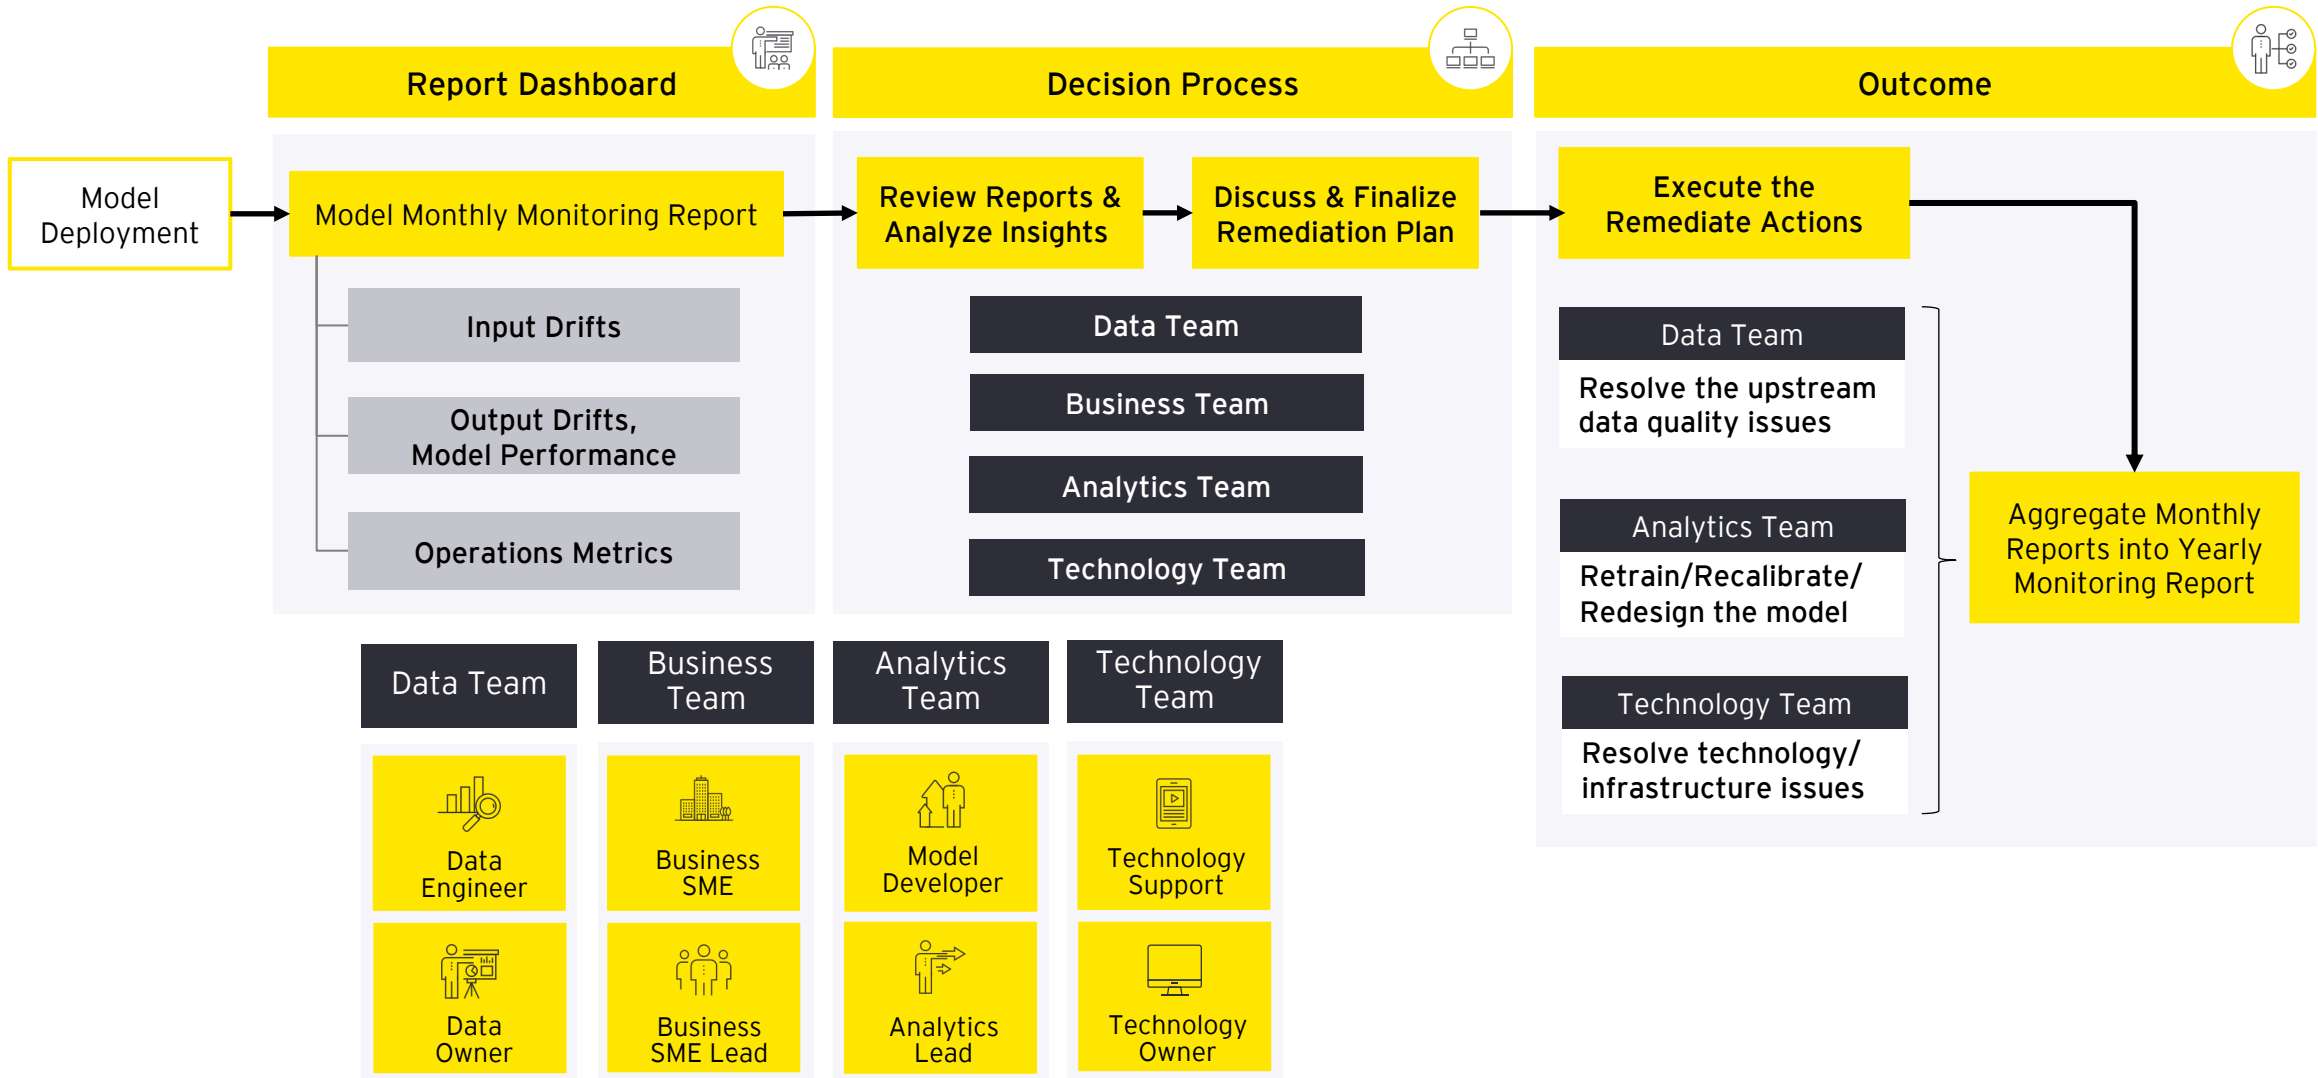 Report Dashboard
Decision Process
Outcome
Model
Deployment
Model Monthly Monitoring Report
Input Drifts
Output Drifts,
Model Performance
Operations Metrics
Review Reports &
Analyze Insights
Discuss & Finalize
Remediation Plan
Data Team
Business Team
Analytics Team
Technology Team
Execute the
Remediate Actions
Data Team
Resolve the upstream
data quality issues
Analytics Team
Retrain/Recalibrate/
Redesign the model
Technology Team
Resolve technology/
infrastructure issues
Aggregate Monthly
Reports into Yearly
Monitoring Report
Data Team
Data
Engineer
Data
Owner
Business
Team
Business
SME
Business
SME Lead
Analytics
Team
Model
Developer
Analytics
Lead
Technology
Team
Technology
Support
Technology
Owner